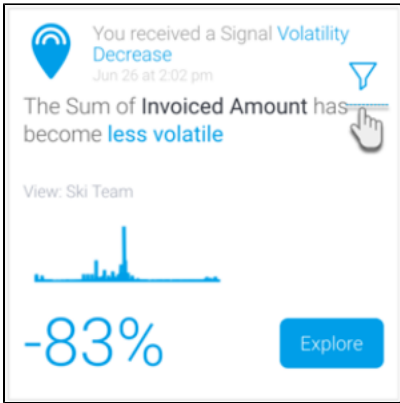 You received a Signal Volatility
Decrease
Jun 26 at 2:02 pm
The Sum of Invoiced Amount has
become less volatile
View: Ski Team
-83%
Explore